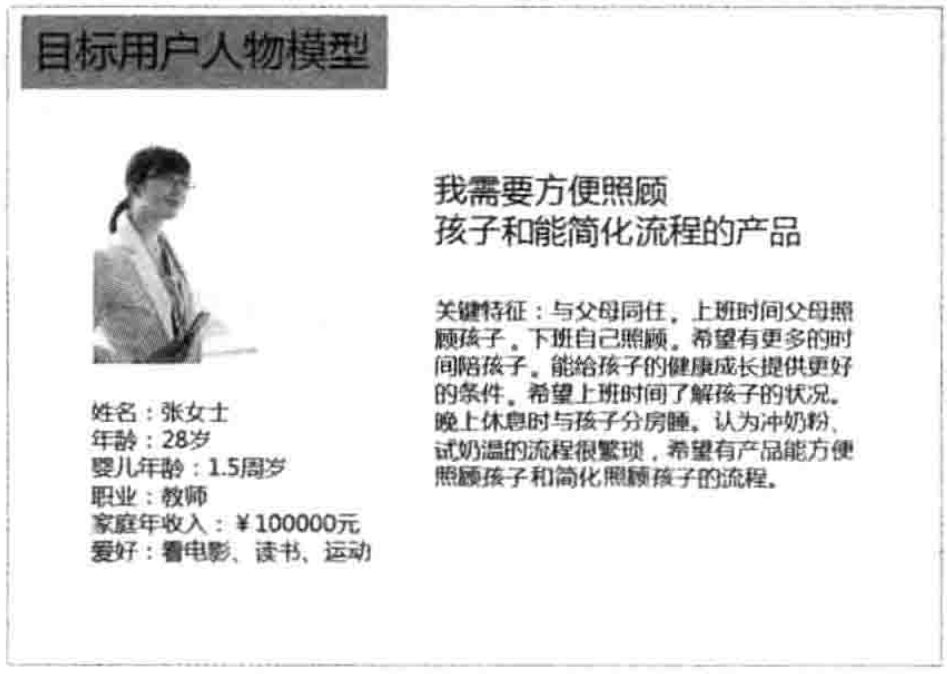 目标用户人物模型
我需要方便照顾
孩子和能简化流程的产品
关键特征：与父母同住。上班时间父母照
顾孩子。下班自己照顾。希望有更多的时
间陪孩子。能给孩子的健康成长提供更好
的条件。希望上班时间了解孩子的状况。
晚上休息时与孩子分房睡。认为冲奶粉、
试奶温的流程很繁琐，希望有产品能方便
照顾孩子和简化照顾孩子的流程。
姓名：张女士
年龄：28岁
婴儿年龄：1.5周岁
职业：教师
家庭年收入：￥100000元
爱好：看电影、读书、运动